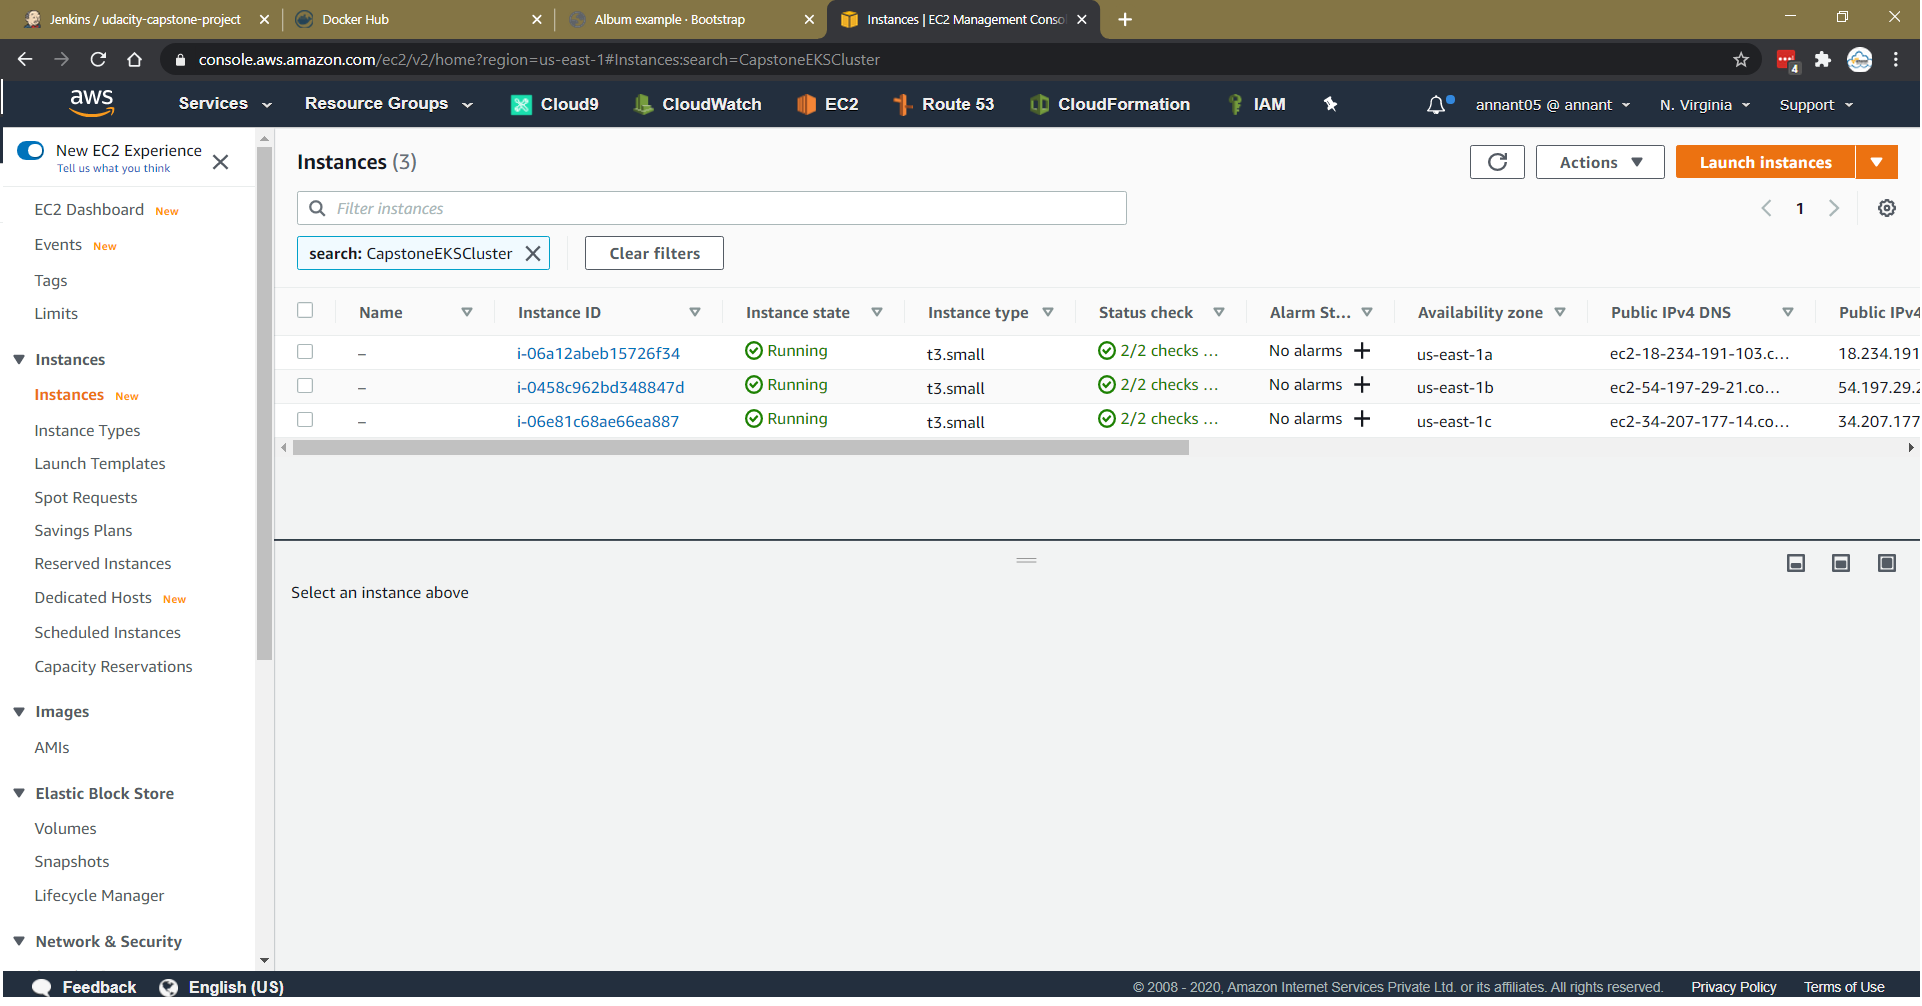 Jenkins / udacity-capstone-project
Docker Hub
Album example · Bootstrap
Instances | EC2 Management Conso
console.aws.amazon.com/ec2/v2/home?region=us-east-1#Instances:search=CapstoneEKSCluster
4
aws
Services
Resource Groups
Cloud9
CloudWatch
EC2
Route 53
CloudFormation
IAM
annant05 @ annant
N. Virginia
Support
New EC2 Experience
Tell us what you think
EC2 Dashboard New
Events New
Tags
Limits
Instances
Instances New
Instance Types
Launch Templates
Spot Requests
Savings Plans
Reserved Instances
Dedicated Hosts New
Scheduled Instances
Capacity Reservations
Images
AMIs
Elastic Block Store
Volumes
Snapshots
Lifecycle Manager
Network & Security
Instances (3)
Actions
Launch instances
Filter instances
1
search: CapstoneEKSCluster
Clear filters
Name Instance ID Instance state Instance type Status check Alarm St... Availability zone Public IPv4 DNS Public IPv4
– i-06a12abeb15726f34 Running t3.small 2/2 checks ... No alarms + us-east-1a ec2-18-234-191-103.c... 18.234.191
– i-0458c962bd348847d Running t3.small 2/2 checks ... No alarms + us-east-1b ec2-54-197-29-21.co... 54.197.29.2
– i-06e81c68ae66ea887 Running t3.small 2/2 checks ... No alarms + us-east-1c ec2-34-207-177-14.co... 34.207.177
Select an instance above
Feedback
English (US)
© 2008 - 2020, Amazon Internet Services Private Ltd. or its affiliates. All rights reserved.
Privacy Policy
Terms of Use